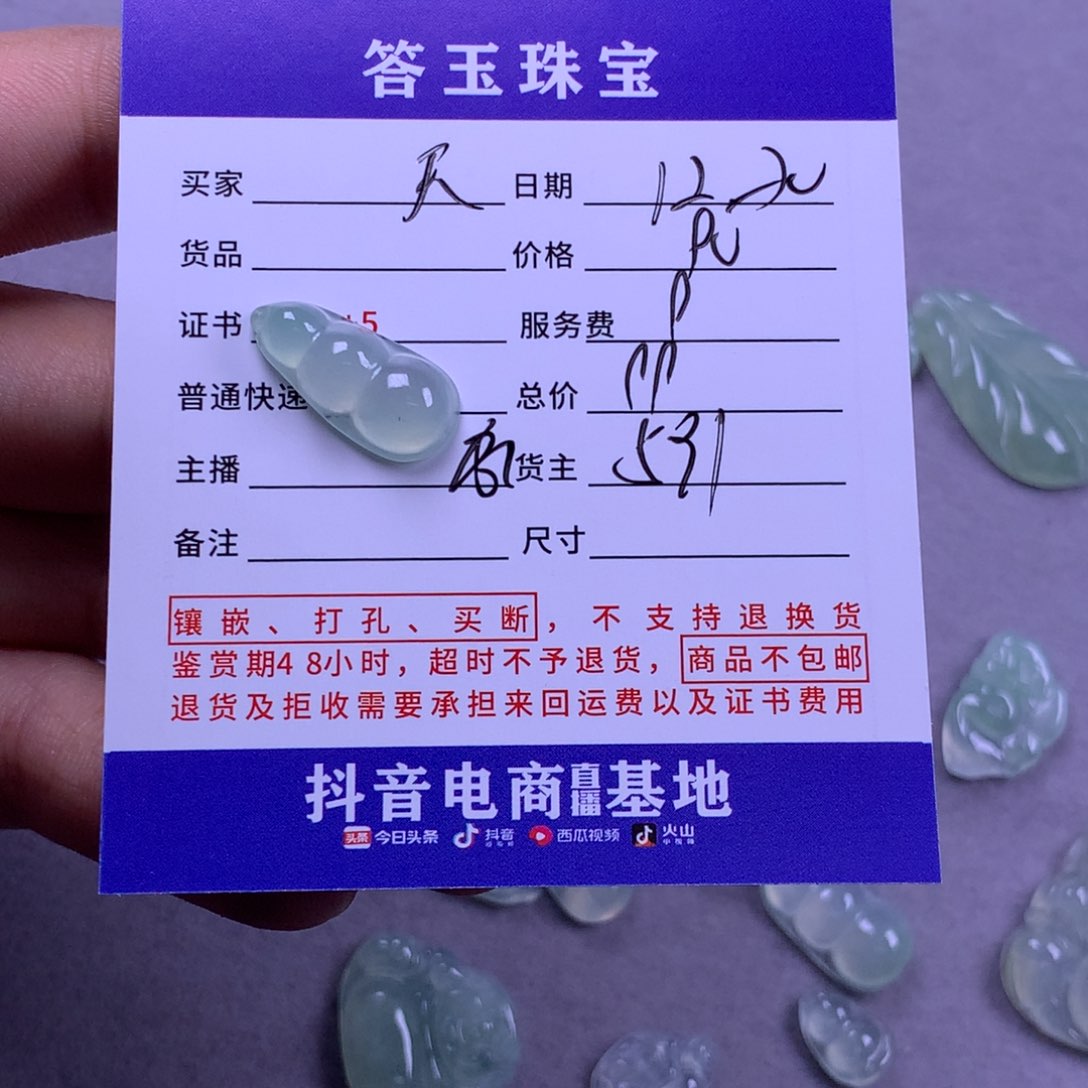 答玉珠宝
买家 日期 12
货品 价格
证书 +5 服务费
普通快递 总价
主播 货主 531
备注 尺寸
镶嵌、打孔、买断，不支持退换货
鉴赏期48小时，超时不予退货，商品不包邮
退货及拒收需要承担来回运费以及证书费用
抖音电商直播基地
头条 今日头条 抖音 西瓜视频 火山